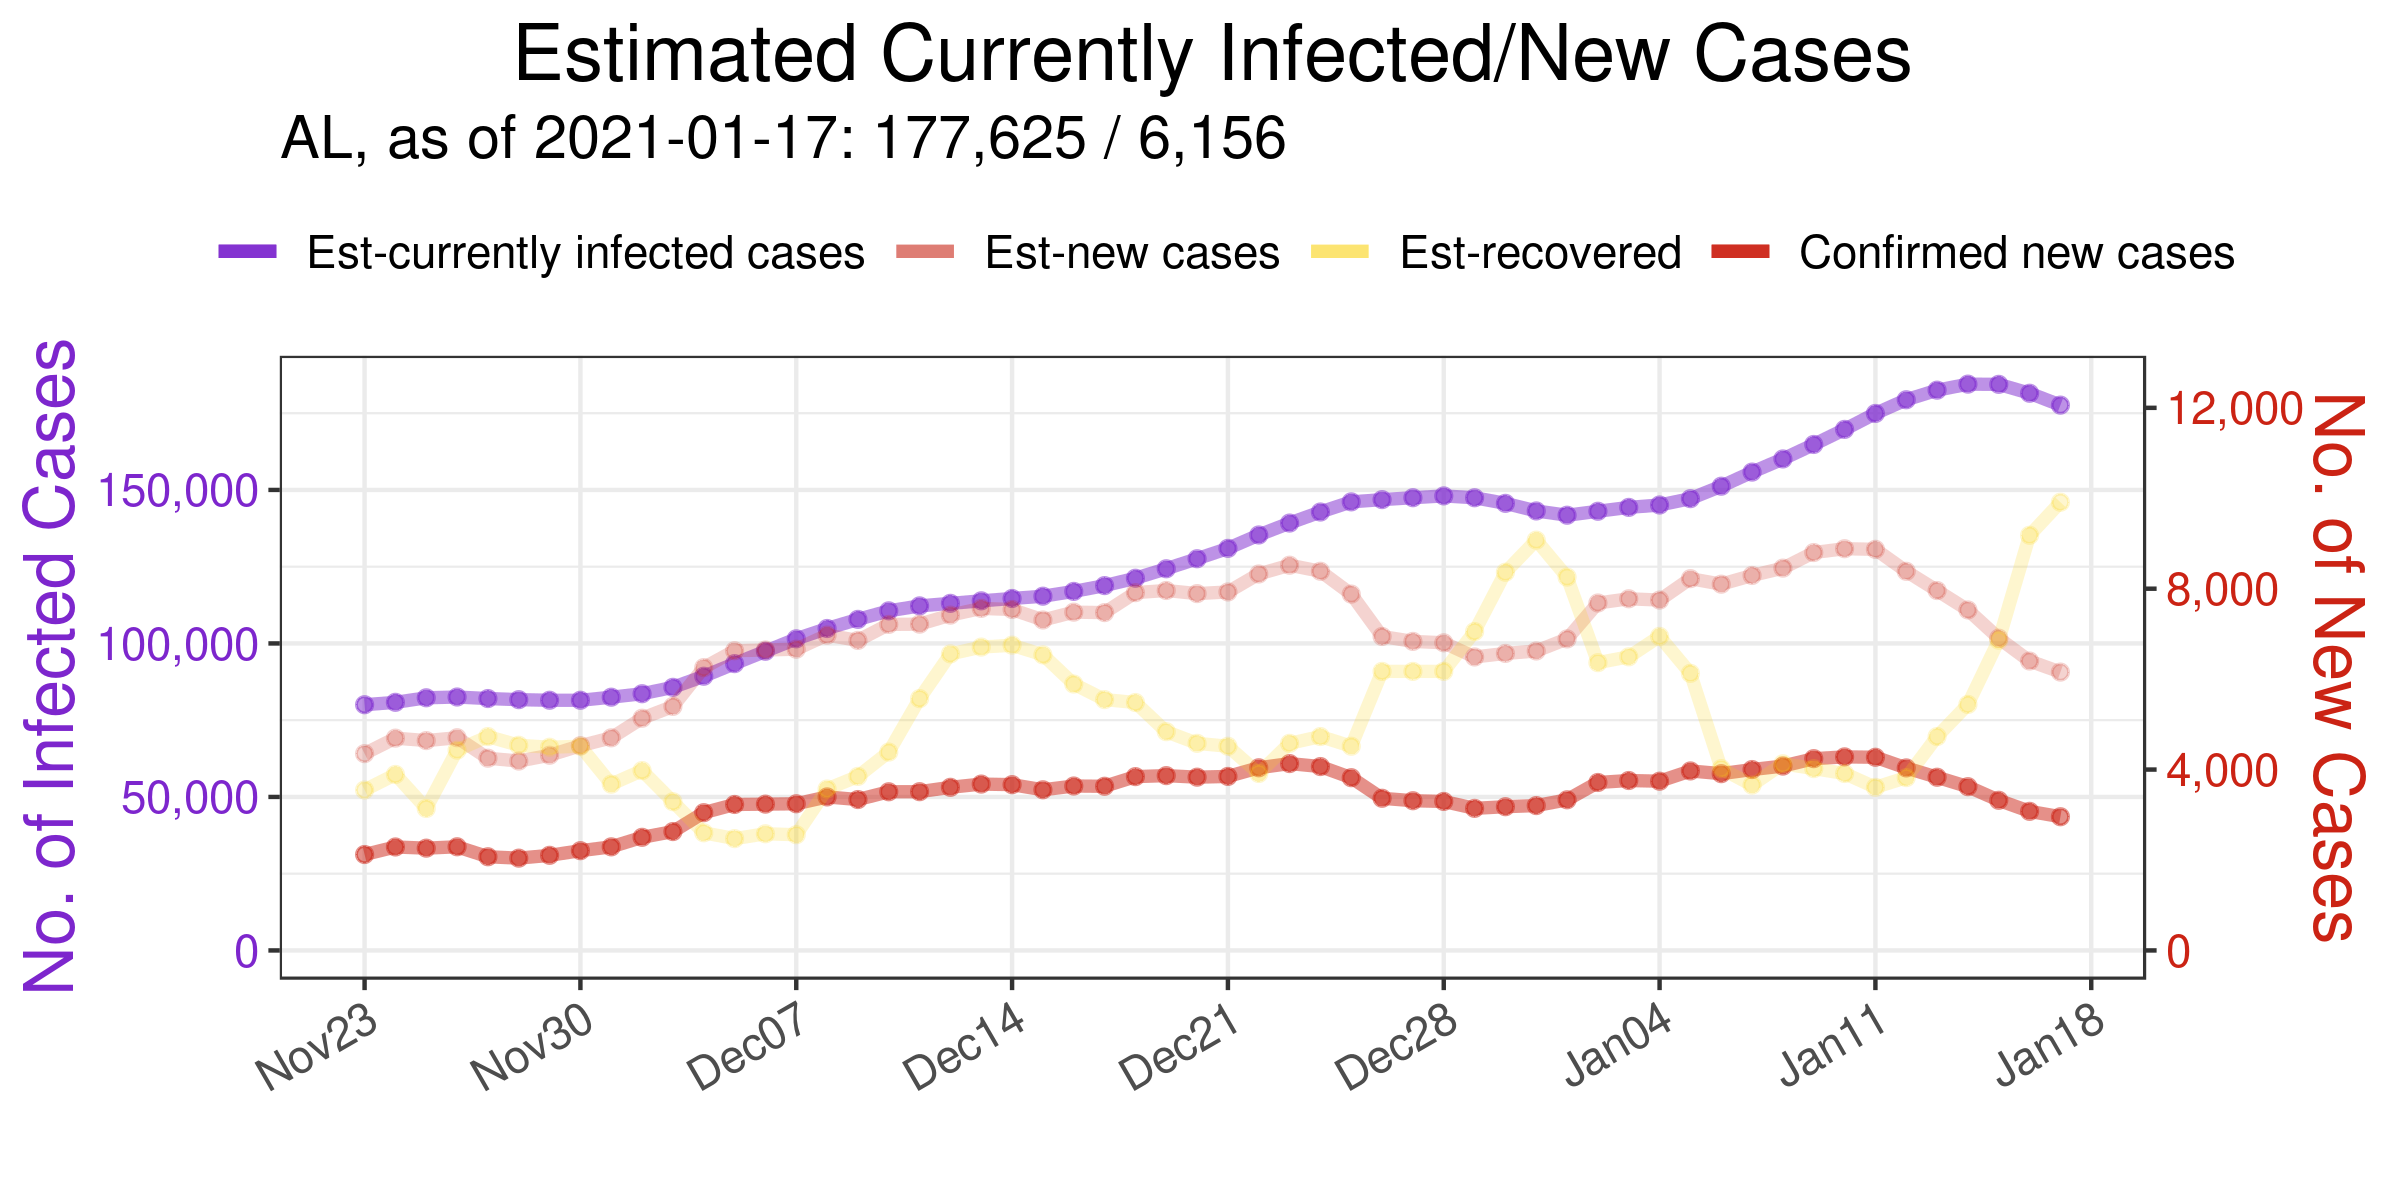 Estimated Currently Infected/New Cases
AL, as of 2021-01-17: 177,625 / 6,156
Est-currently infected cases Est-new cases Est-recovered Confirmed new cases
No. of Infected Cases
150,000
100,000
50,000
0
12,000
8,000
4,000
0
No. of New Cases
Nov23 Nov30 Dec07 Dec14 Dec21 Dec28 Jan04 Jan11 Jan18